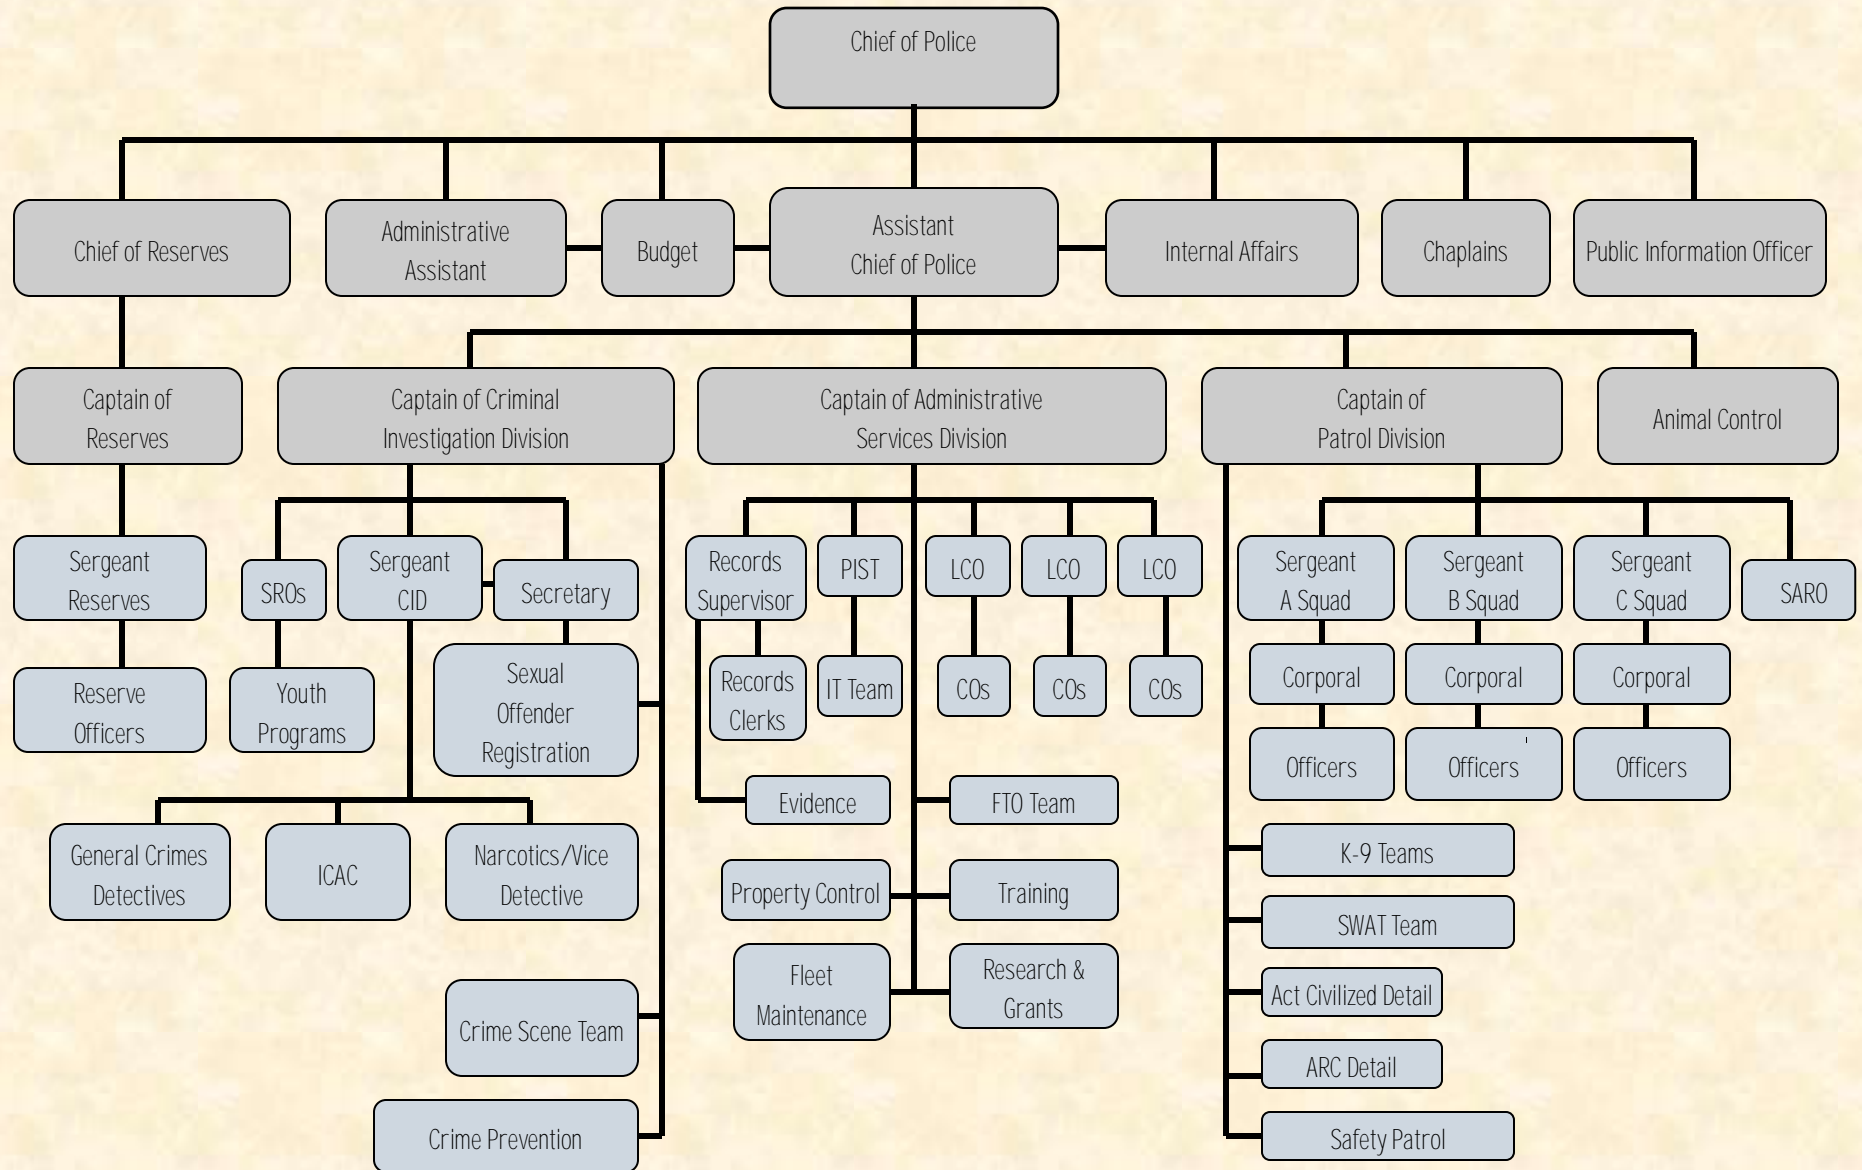 Chief of Police
Chief of Reserves
Administrative
Assistant
Budget
Assistant
Chief of Police
Internal Affairs
Chaplains
Public Information Officer
Captain of
Reserves
Captain of Criminal
Investigation Division
Captain of Administrative
Services Division
Captain of
Patrol Division
Animal Control
Sergeant
Reserves
SROs
Sergeant
CID
Secretary
Records
Supervisor
PIST
LCO
LCO
LCO
Sergeant
A Squad
Sergeant
B Squad
Sergeant
C Squad
SARO
Reserve
Officers
Youth
Programs
Sexual
Offender
Registration
Records
Clerks
IT Team
COs
COs
COs
Corporal
Corporal
Corporal
Officers
Officers
Officers
Evidence
FTO Team
General Crimes
Detectives
ICAC
Narcotics/Vice
Detective
Property Control
Training
K-9 Teams
SWAT Team
Fleet
Maintenance
Research &
Grants
Act Civilized Detail
Crime Scene Team
ARC Detail
Crime Prevention
Safety Patrol